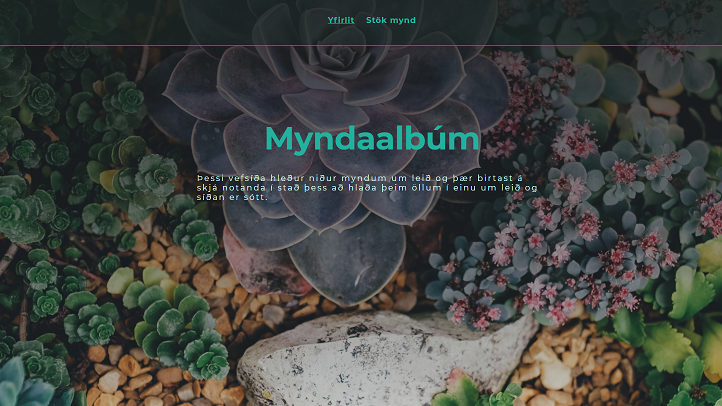 Yfirlit Stök mynd
Myndaalbúm
Þessi vefsíða hleður niður myndum um leið og þær birtast á
skjá notanda í stað þess að hlaða þeim öllum í einu um leið og
síðan er sótt.